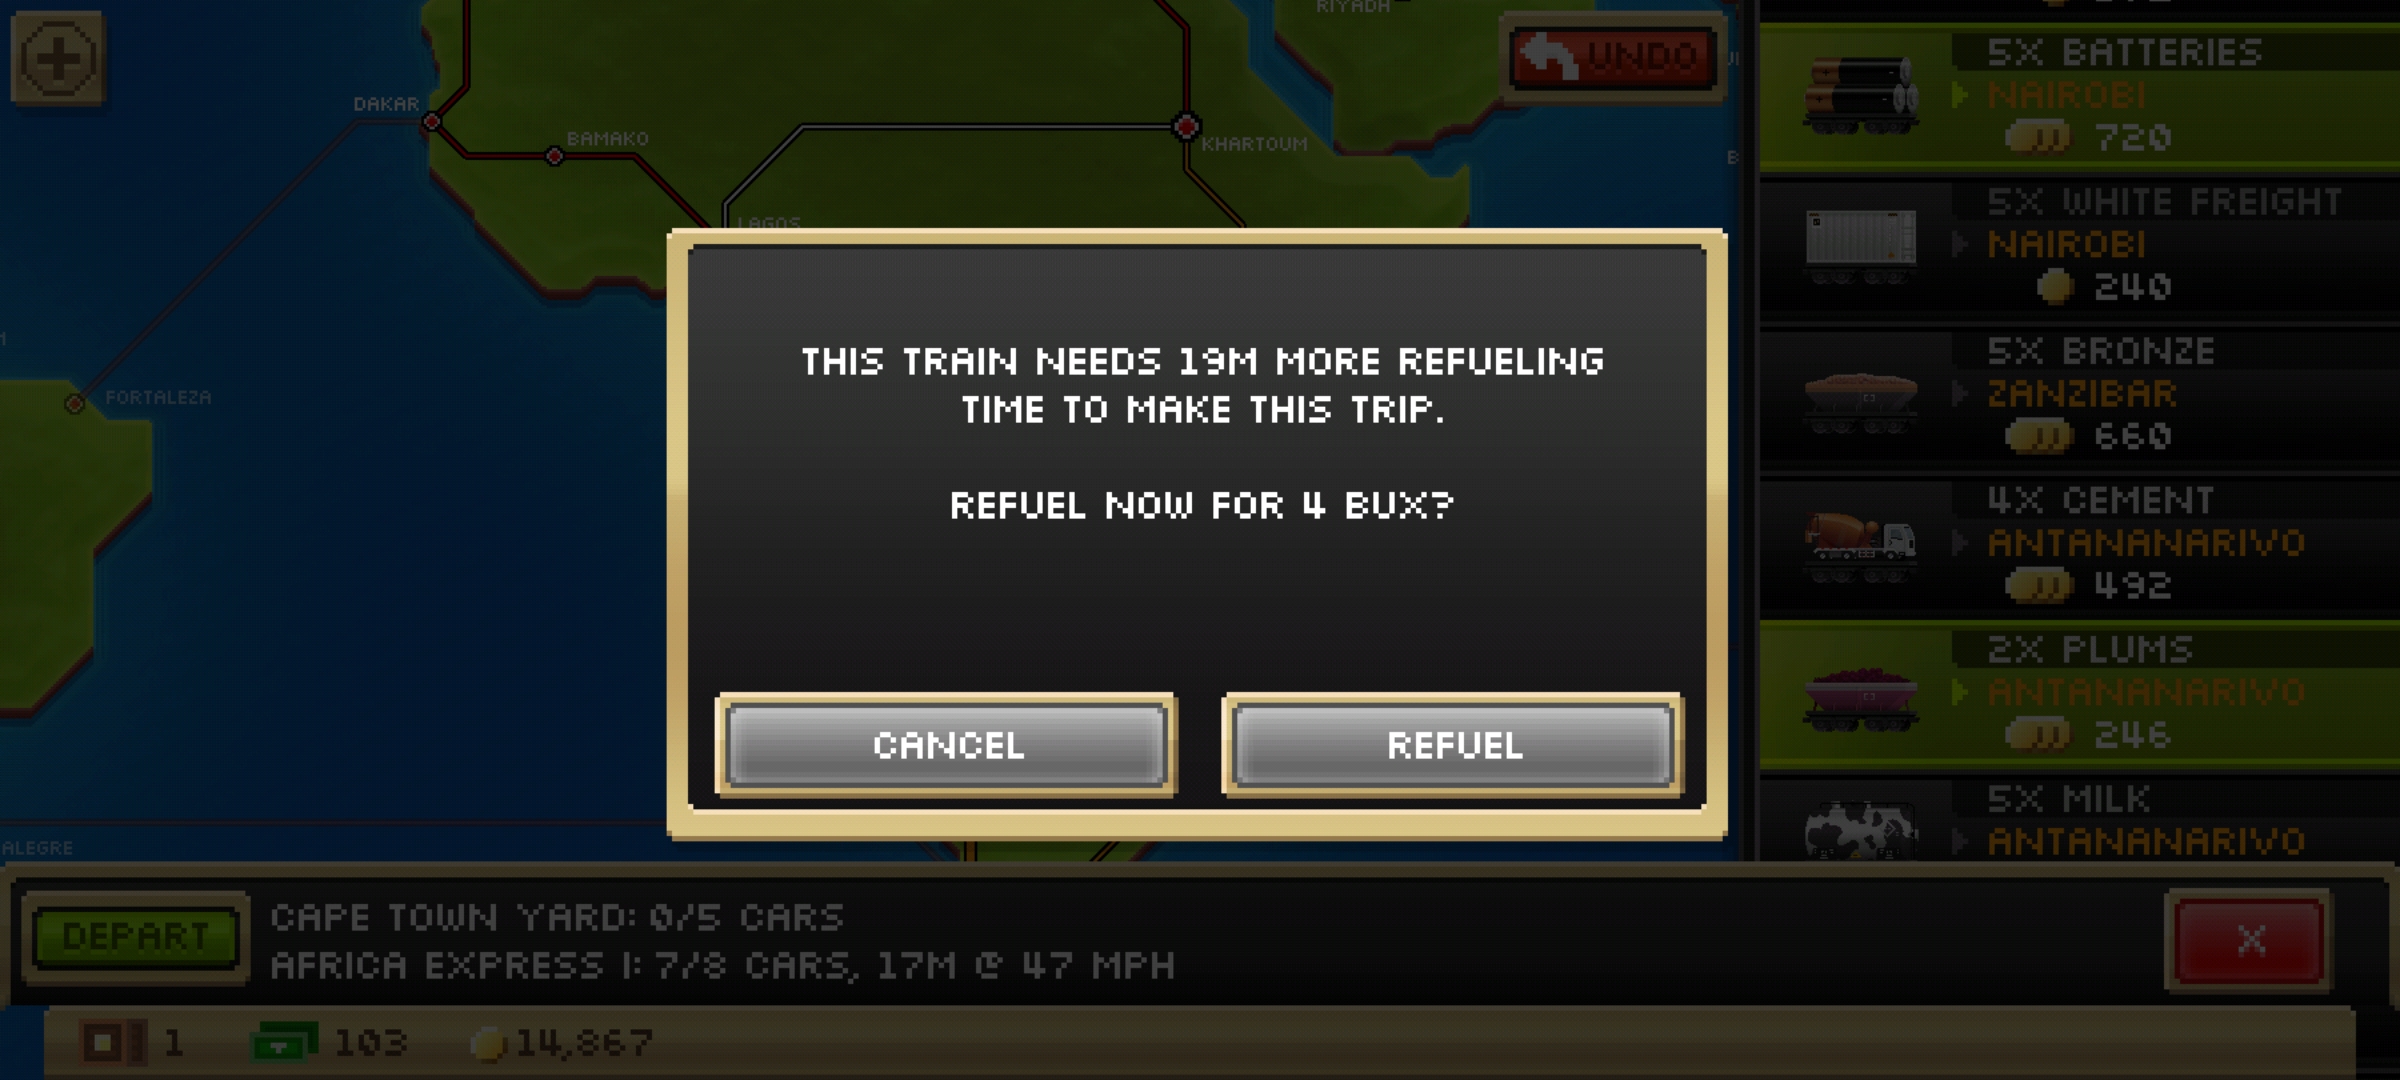 RIYADH
UNDO
DAKAR
BAMAKO
KHARTOUM
LAGOS
FORTALEZA
ALEGRE
THIS TRAIN NEEDS 19M MORE REFUELING
TIME TO MAKE THIS TRIP.
REFUEL NOW FOR 4 BUX?
CANCEL
REFUEL
5X BATTERIES
NAIROBI
720
5X WHITE FREIGHT
NAIROBI
240
5X BRONZE
ZANZIBAR
660
4X CEMENT
ANTANANARIVO
492
2X PLUMS
ANTANANARIVO
246
5X MILK
ANTANANARIVO
DEPART
CAPE TOWN YARD: 0/5 CARS
AFRICA EXPRESS I: 7/8 CARS, 17M @ 47 MPH
X
1
103
14,867